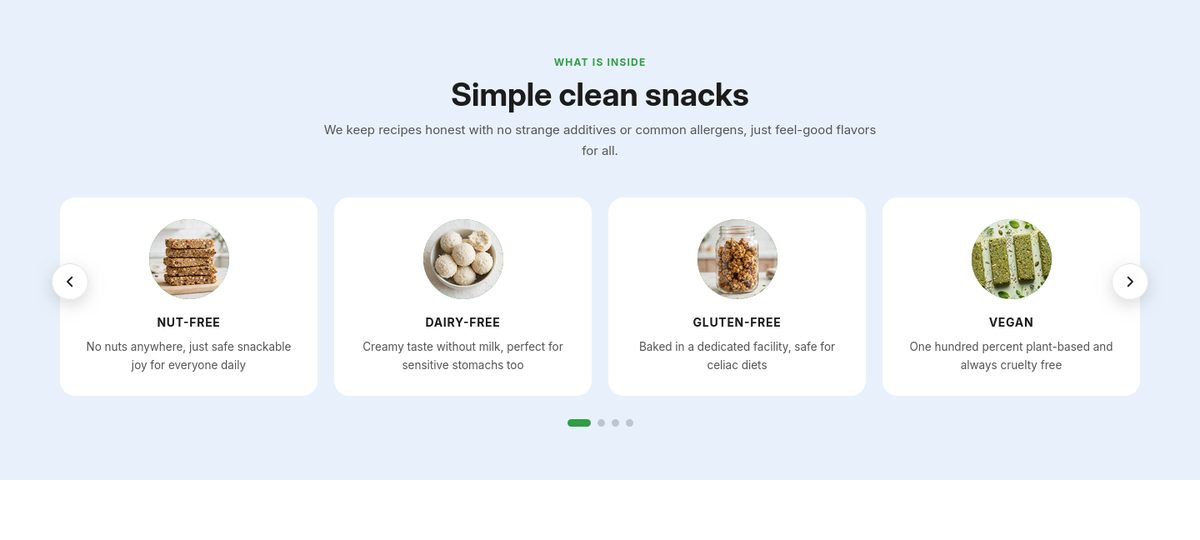 WHAT IS INSIDE
Simple clean snacks
We keep recipes honest with no strange additives or common allergens, just feel-good flavors
for all.
NUT-FREE
No nuts anywhere, just safe snackable
joy for everyone daily
DAIRY-FREE
Creamy taste without milk, perfect for
sensitive stomachs too
GLUTEN-FREE
Baked in a dedicated facility, safe for
celiac diets
VEGAN
One hundred percent plant-based and
always cruelty free